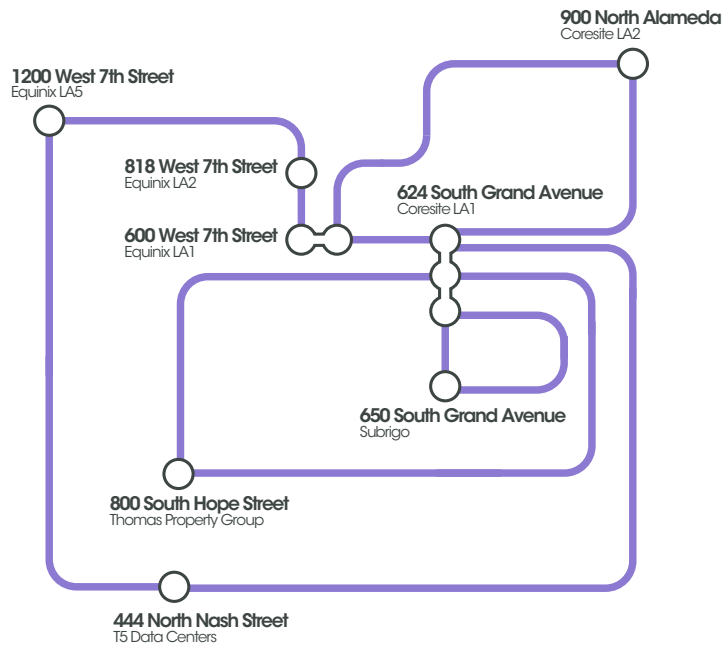 900 North Alameda
Coresite LA2
1200 West 7th Street
Equinix LA5
818 West 7th Street
Equinix LA2
624 South Grand Avenue
Coresite LA1
600 West 7th Street
Equinix LA1
650 South Grand Avenue
Subrigo
800 South Hope Street
Thomas Property Group
444 North Nash Street
T5 Data Centers